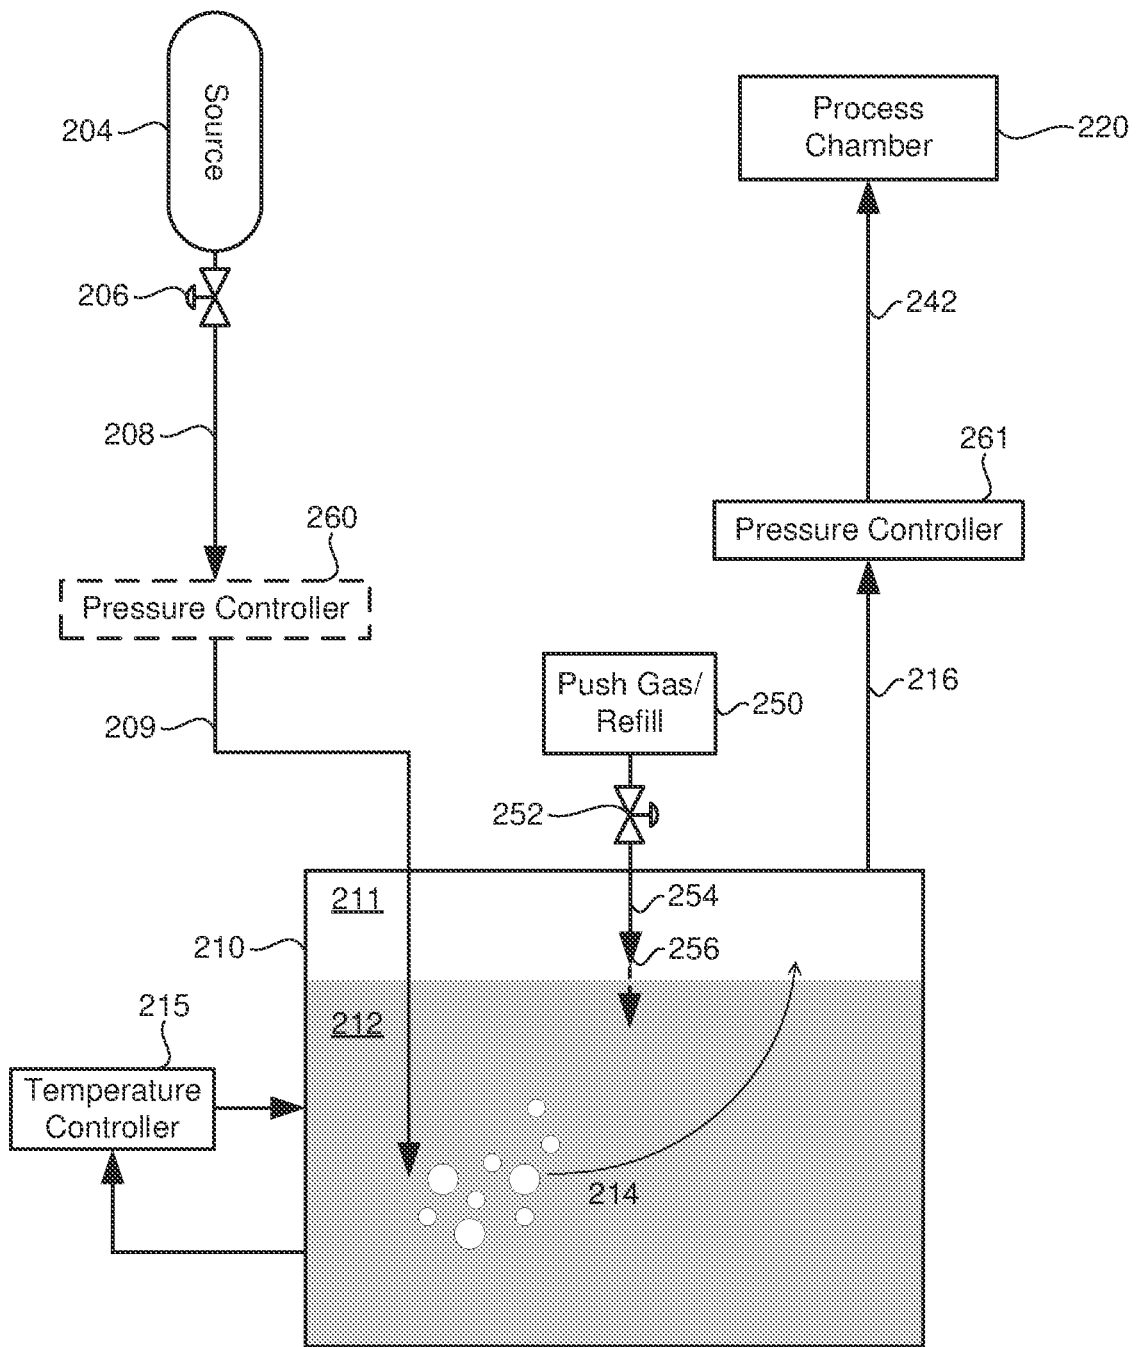 Source
204
Process
Chamber
220
206
242
208
261
260
Pressure Controller
Pressure Controller
Push Gas/
Refill
250
216
209
252
211
254
210
256
215
212
Temperature
Controller
214